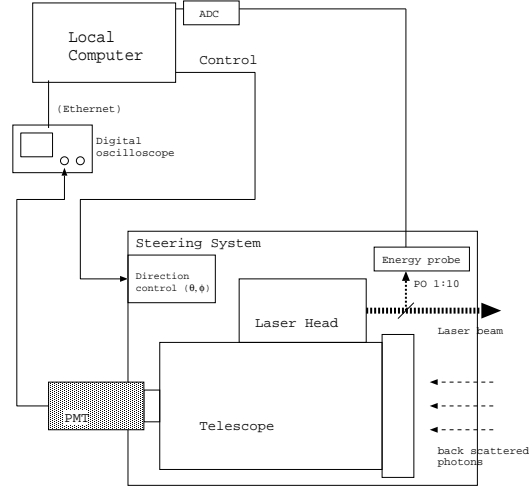 ADC
Local
Computer
Control
(Ethernet)
Digital
oscilloscope
Steering System
Energy probe
Direction
control (θ,φ)
PO 1:10
Laser Head
Laser beam
PMT
Telescope
back scattered
photons